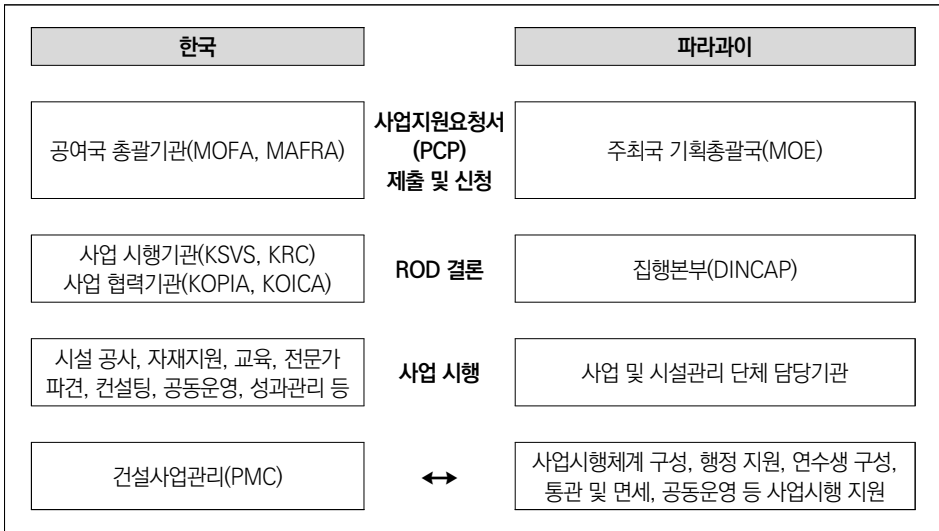 한국
파라과이
공여국 총괄기관(MOFA, MAFRA)
사업지원요청서
(PCP)
제출 및 신청
주최국 기획총괄국(MOE)
사업 시행기관(KSVS, KRC)
사업 협력기관(KOPIA, KOICA)
ROD 결론
집행본부(DINCAP)
시설 공사, 자재지원, 교육, 전문가
파견, 컨설팅, 공동운영, 성과관리 등
사업 시행
사업 및 시설관리 단체 담당기관
건설사업관리(PMC)
↔
사업시행체계 구성, 행정 지원, 연수생 구성,
통관 및 면세, 공동운영 등 사업시행 지원